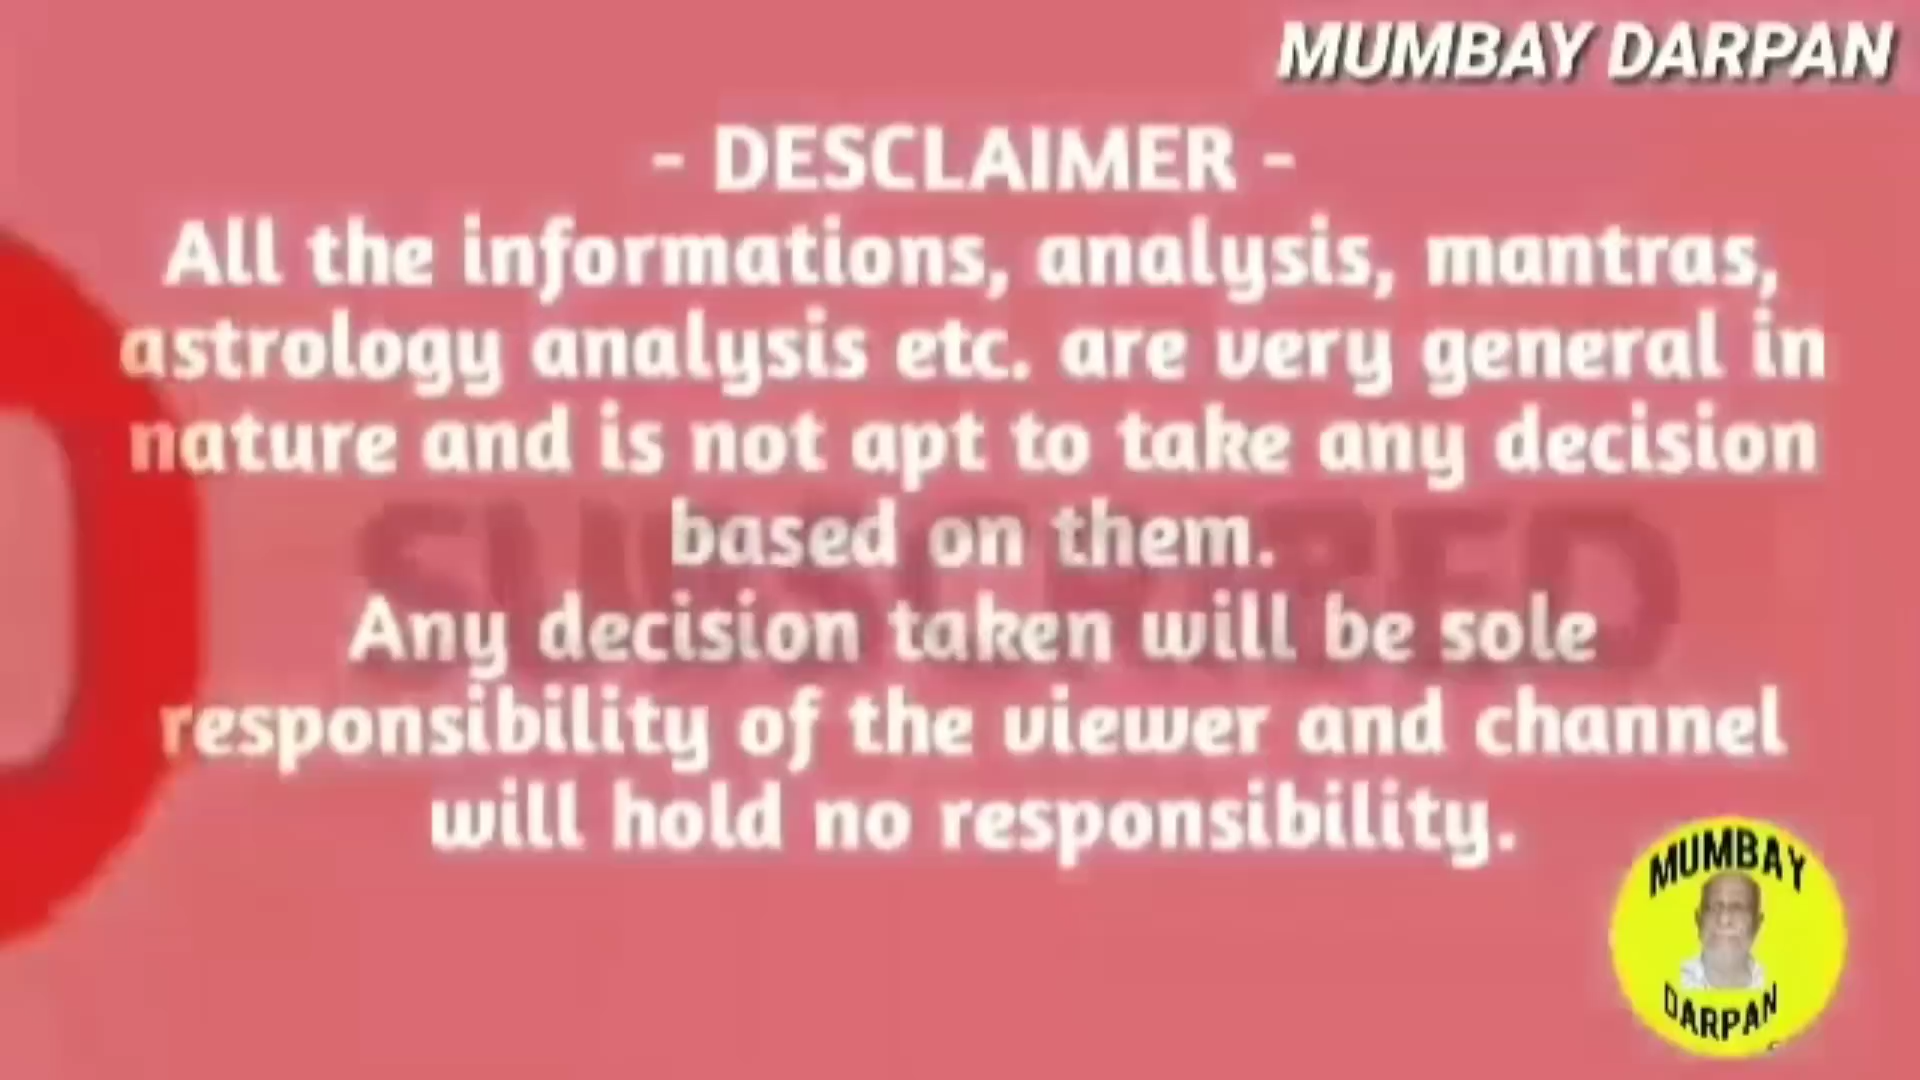 MUMBAY DARPAN
- DESCLAIMER -
All the informations, analysis, mantras,
astrology analysis etc. are very general in
nature and is not apt to take any decision
based on them.
SUBSCRIBED
Any decision taken will be sole
responsibility of the viewer and channel
will hold no responsibility.
MUMBAY
DARPAN